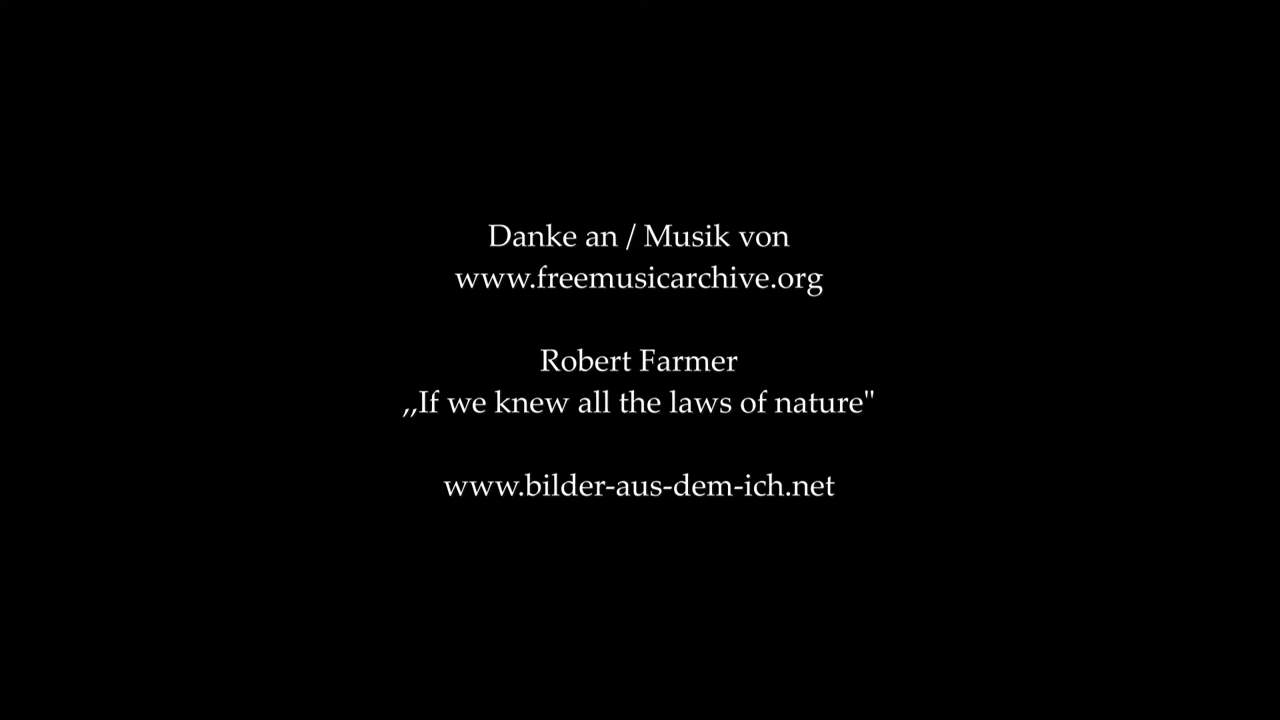 Danke an / Musik von
www.freemusicarchive.org
Robert Farmer
,,If we knew all the laws of nature"
www.bilder-aus-dem-ich.net